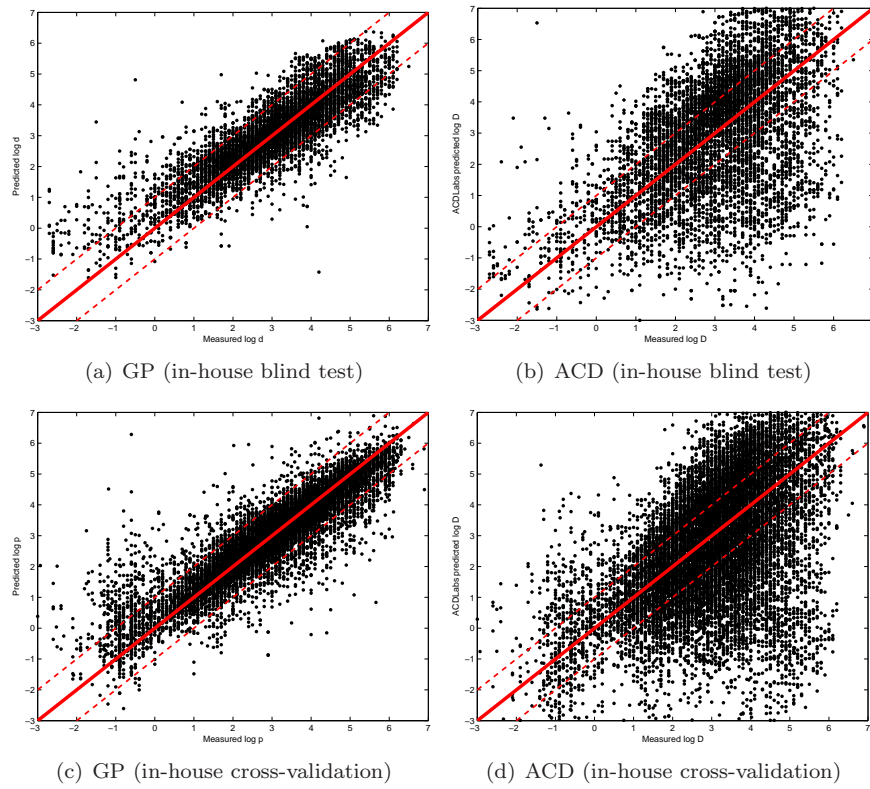 7
6
5
4
3
2
1
0
−1
−2
−3
−3 −2 −1 0 1 2 3 4 5 6 7
Predicted log d
Measured log d
(a) GP (in-house blind test)
7
6
5
4
3
2
1
0
−1
−2
−3
−3 −2 −1 0 1 2 3 4 5 6
ACDLabs predicted log D
Measured log D
(b) ACD (in-house blind test)
7
6
5
4
3
2
1
0
−1
−2
−3
−3 −2 −1 0 1 2 3 4 5 6 7
Predicted log p
Measured log p
(c) GP (in-house cross-validation)
7
6
5
4
3
2
1
0
−1
−2
−3
−3 −2 −1 0 1 2 3 4 5 6 7
ACDLabs predicted log D
Measured log D
(d) ACD (in-house cross-validation)